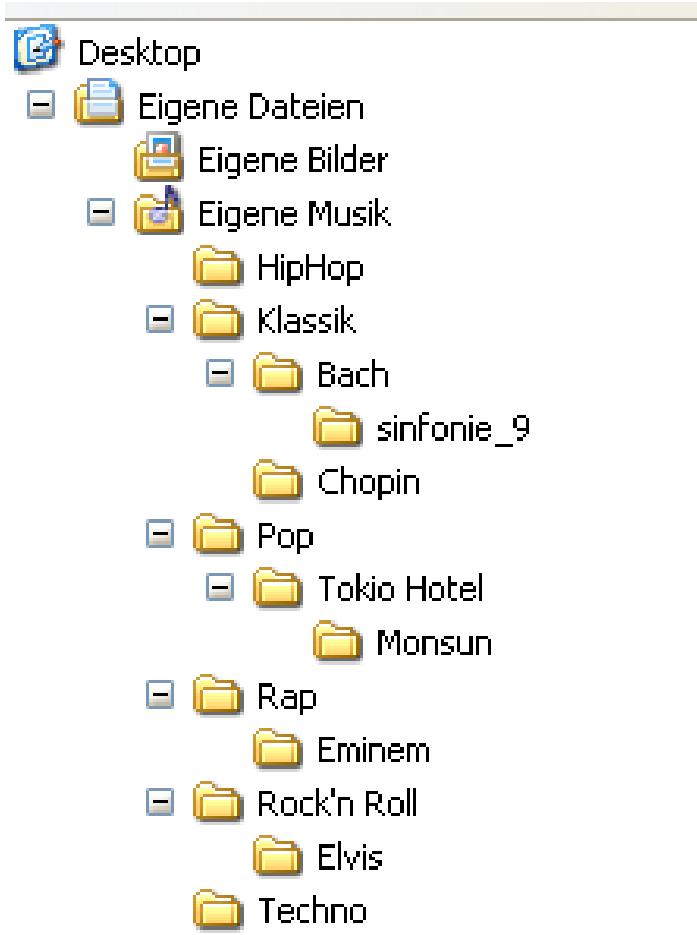 Desktop
Eigene Dateien
Eigene Bilder
Eigene Musik
HipHop
Klassik
Bach
sinfonie_9
Chopin
Pop
Tokio Hotel
Monsun
Rap
Eminem
Rock'n Roll
Elvis
Techno